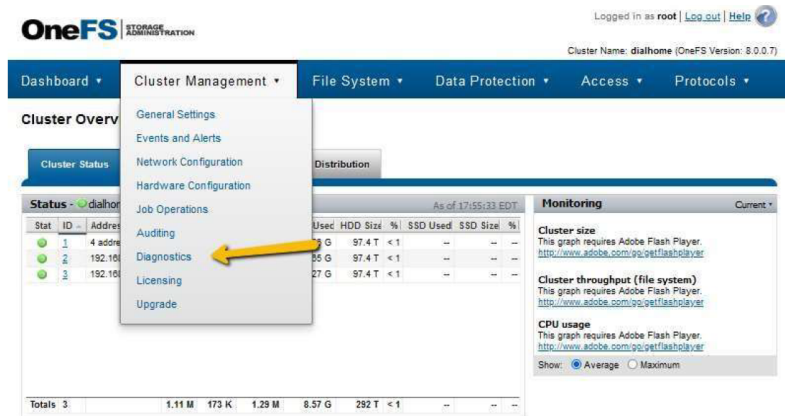 OneFS STORAGE ADMINISTRATION
Logged in as root | Log out | Help
Cluster Name: dialhome (OneFS Version: 8.0.0.7)
Dashboard Cluster Management File System Data Protection Access Protocols
Cluster Overv
General Settings
Events and Alerts
Network Configuration
Hardware Configuration
Job Operations
Auditing
Diagnostics
Licensing
Upgrade
Cluster Status Distribution
Status - dialhor As of 17:55:33 EDT
Stat ID Addres Used HDD Size % SSD Used SSD Size %
1 4 addre G 97.4 T < 1 -- -- --
2 192.168 G 97.4 T < 1 -- -- --
3 192.168 27 G 97.4 T < 1 -- -- --
Totals 3 1.11 M 173 K 1.29 M 8.57 G 292 T < 1 -- -- --
Monitoring Current
Cluster size
This graph requires Adobe Flash Player.
http://www.adobe.com/go/getflashplayer
Cluster throughput (file system)
This graph requires Adobe Flash Player.
http://www.adobe.com/go/getflashplayer
CPU usage
This graph requires Adobe Flash Player.
http://www.adobe.com/go/getflashplayer
Show: Average Maximum